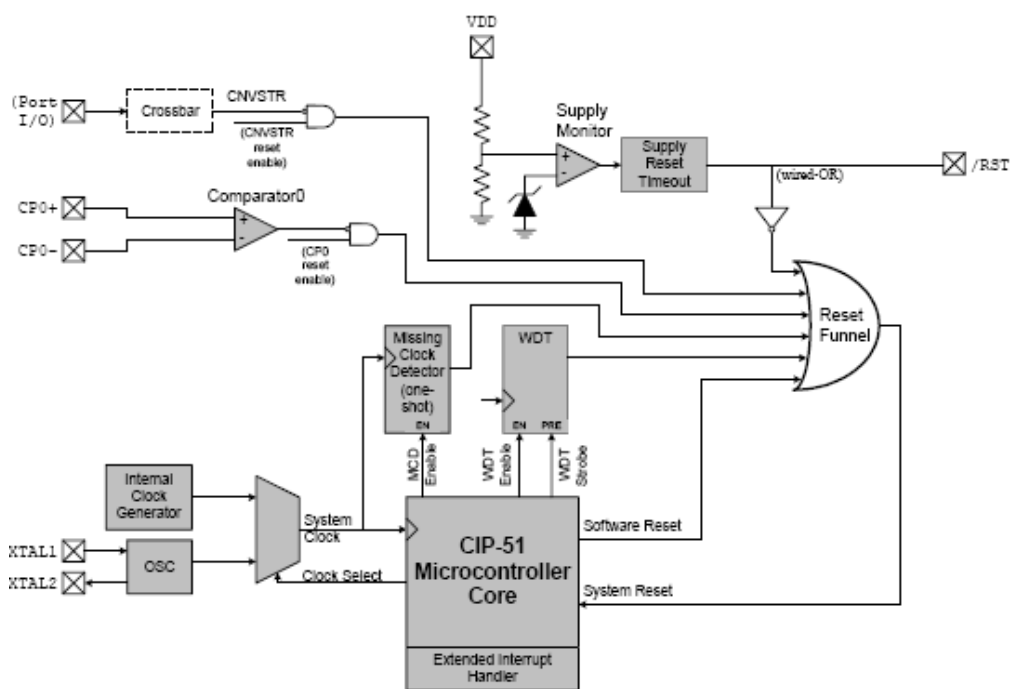 VDD
(Port
I/O)
Crossbar
CNVSTR
(CNVSTR
reset
enable)
Supply
Monitor
+
-
Supply
Reset
Timeout
(wired-OR)
/RST
CP0+
CP0-
Comparator0
+
-
(CP0
reset
enable)
Reset
Funnel
Missing
Clock
Detector
(one-
shot)
EN
WDT
EN
PRE
MCD
Enable
WDT
Enable
WDT
Strobe
Internal
Clock
Generator
System
Clock
XTAL1
XTAL2
OSC
Clock Select
CIP-51
Microcontroller
Core
Software Reset
System Reset
Extended Interrupt
Handler